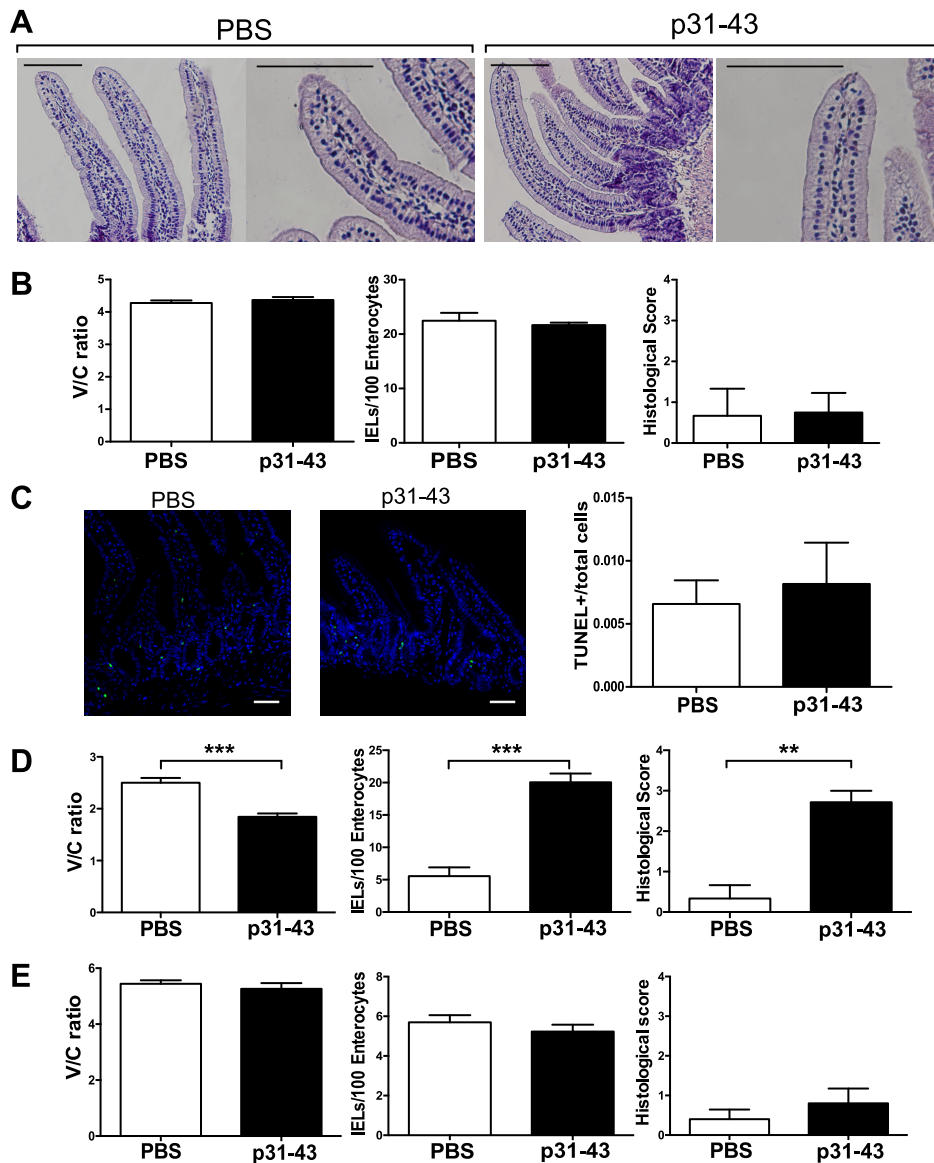 A
PBS
p31-43
B
V/C ratio
5
4
3
2
1
0
PBS
p31-43
IELs/100 Enterocytes
30
20
10
0
PBS
p31-43
Histological Score
4
3
2
1
0
PBS
p31-43
C
PBS
p31-43
TUNEL+/total cells
0.015
0.010
0.005
0.000
PBS
p31-43
D
V/C ratio
3
2
1
0
***
PBS
p31-43
IELs/100 Enterocytes
20
15
10
5
0
***
PBS
p31-43
Histological Score
4
3
2
1
0
**
PBS
p31-43
E
V/C ratio
6
4
2
0
PBS
p31-43
IELs/100 Enterocytes
8
6
4
2
0
PBS
p31-43
Histological score
4
3
2
1
0
PBS
p31-43